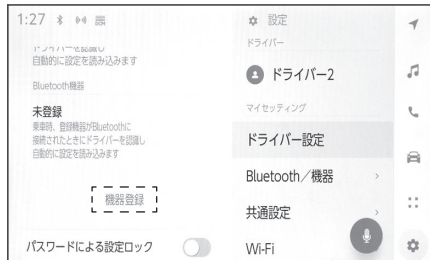 1:27
ドライバーを認識し
自動的に設定を読み込みます
Bluetooth機器
未登録
乗車時、登録機器がBluetoothに
接続されたときにドライバーを認識し
自動的に設定を読み込みます
機器登録
パスワードによる設定ロック
設定
ドライバー
ドライバー2
マイセッティング
ドライバー設定
Bluetooth／機器
共通設定
Wi-Fi